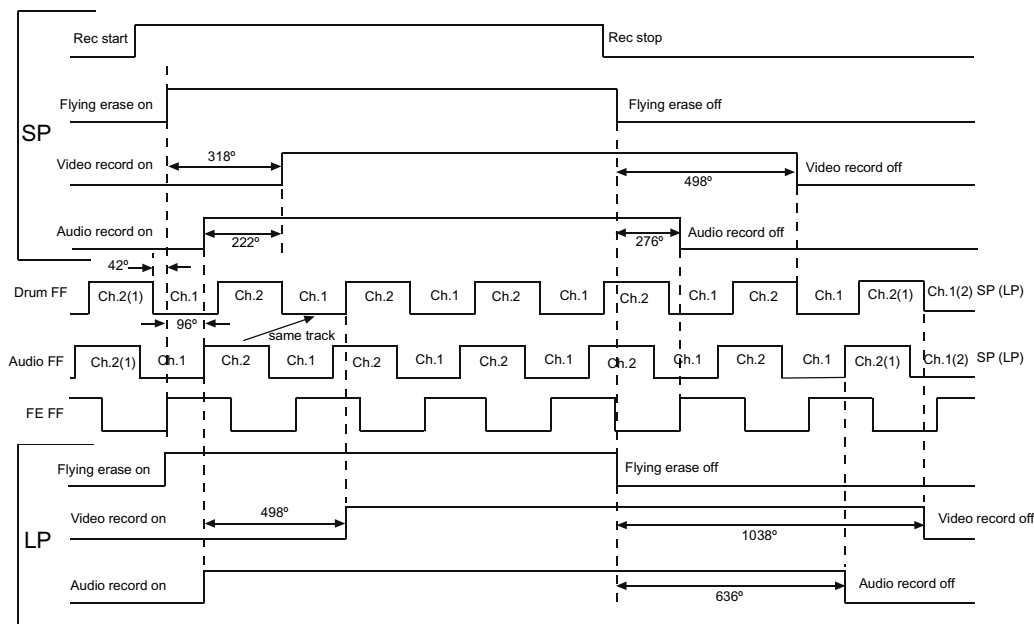 Rec start
Rec stop
Flying erase on
Flying erase off
SP
318º
Video record on
498º
Video record off
Audio record on
222º
276º
Audio record off
42º
Drum FF Ch.2(1) Ch.1 Ch.2 Ch.1 Ch.2 Ch.1 Ch.2 Ch.1 Ch.2 Ch.1 Ch.2 Ch.1 Ch.2(1) Ch.1(2) SP (LP)
96º
same track
Audio FF Ch.2(1) Ch.1 Ch.2 Ch.1 Ch.2 Ch.1 Ch.2 Ch.1 Ch.2 Ch.1 Ch.2 Ch.1 Ch.2(1) Ch.1(2) SP (LP)
FE FF
Flying erase on
Flying erase off
LP
Video record on
498º
1038º
Video record off
Audio record on
636º
Audio record off